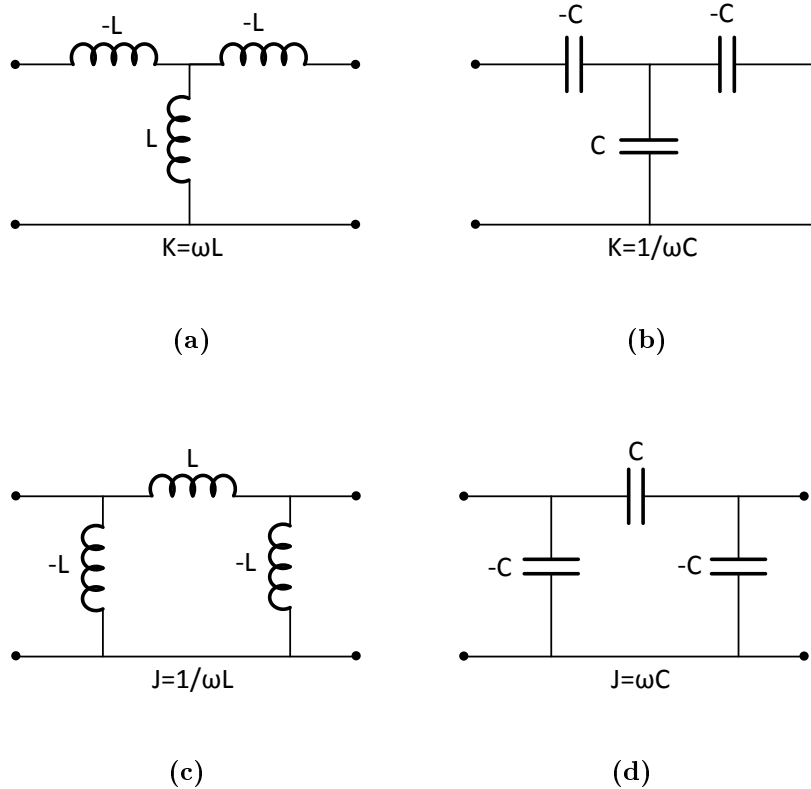 -L -L
L
K=ωL
(a)
-C -C
C
K=1/ωC
(b)
L
-L -L
J=1/ωL
(c)
C
-C -C
J=ωC
(d)